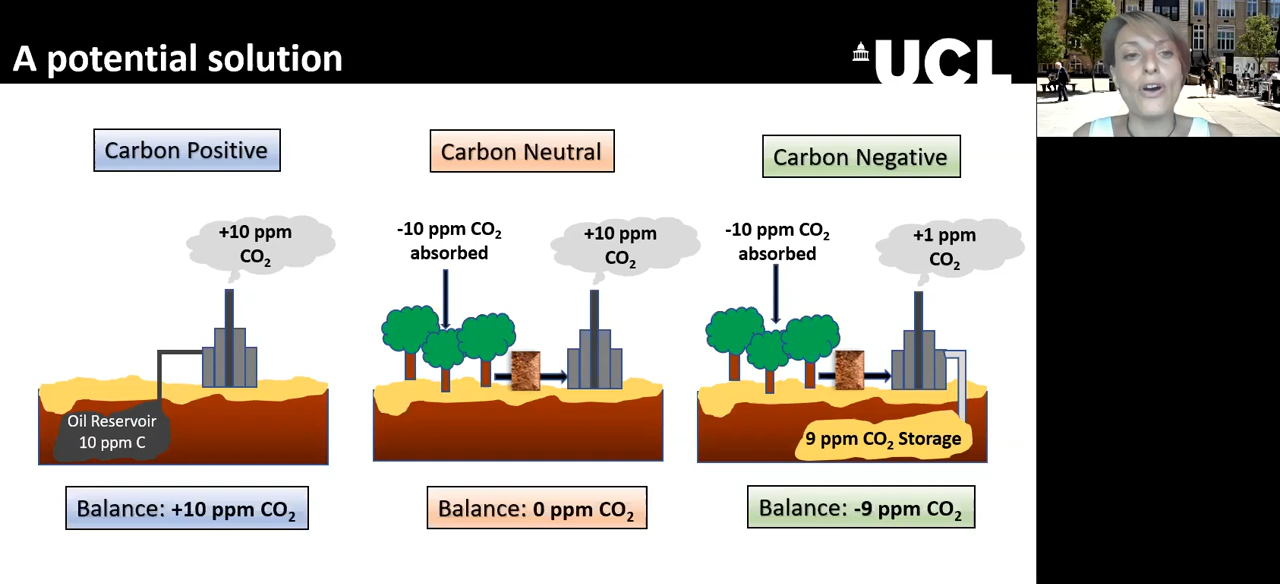 A potential solution
UCL
Carbon Positive
+10 ppm
CO₂
Oil Reservoir
10 ppm C
Balance: +10 ppm CO₂
Carbon Neutral
-10 ppm CO₂
absorbed
+10 ppm
CO₂
Balance: 0 ppm CO₂
Carbon Negative
-10 ppm CO₂
absorbed
+1 ppm
CO₂
9 ppm CO₂ Storage
Balance: -9 ppm CO₂